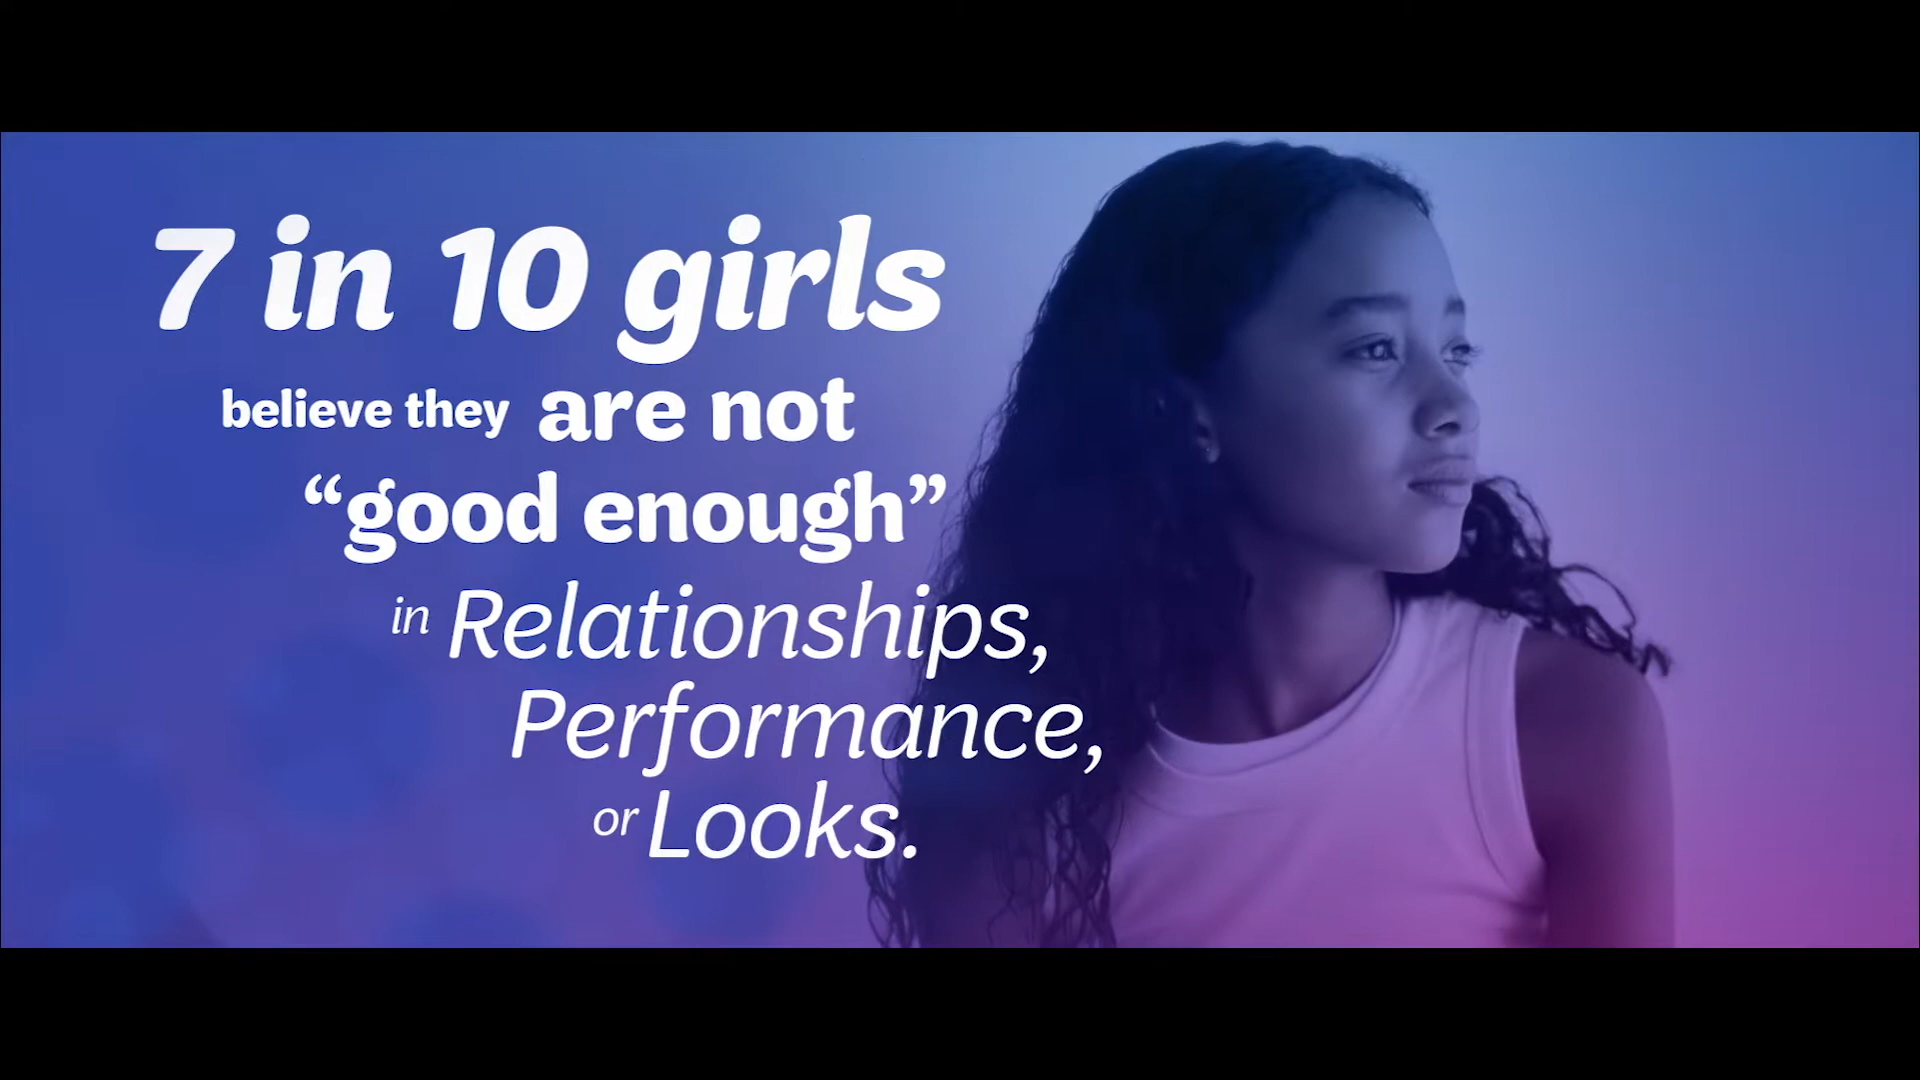 7 in 10 girls
believe they are not
“good enough”
in Relationships,
Performance,
or Looks.